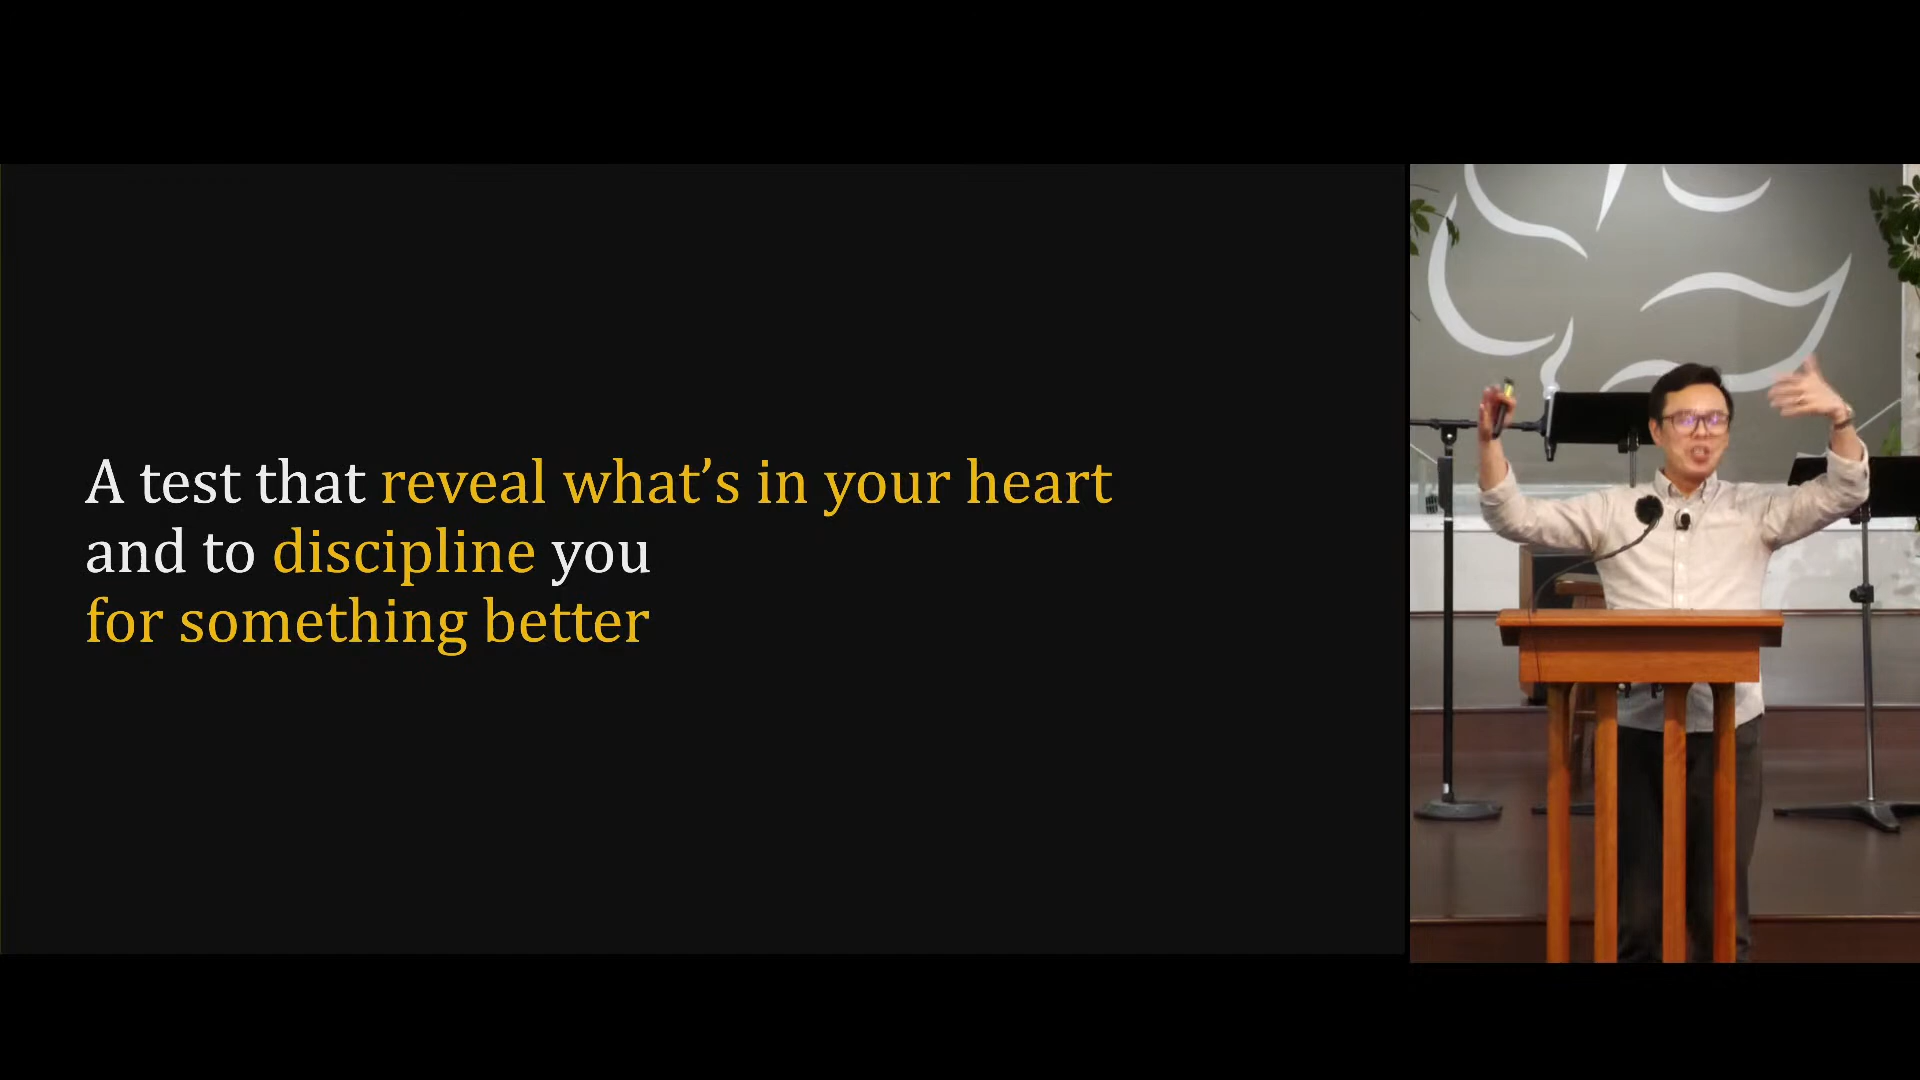 A test that reveal what’s in your heart
and to discipline you
for something better